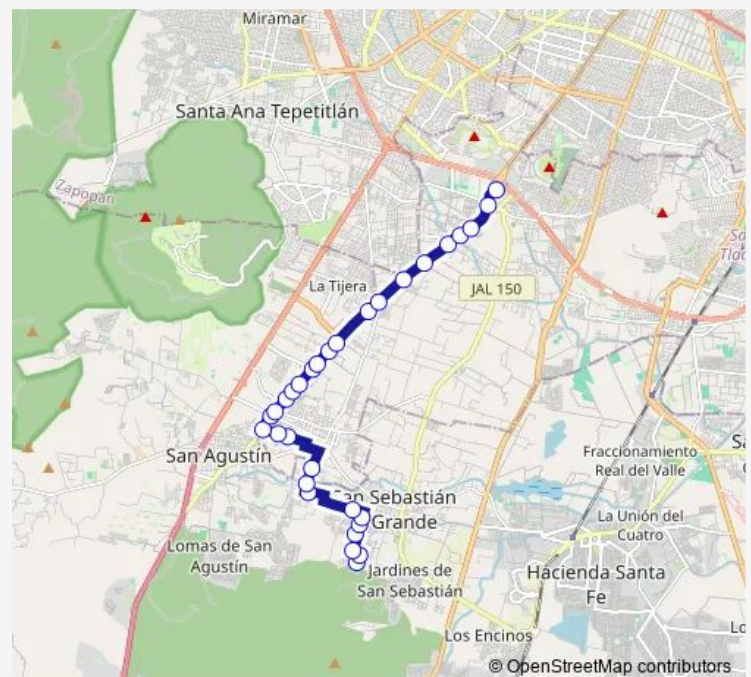 Miramar
Santa Ana Tepetitlán
Zapopan
La Tijera
JAL 150
San Agustín
Fraccionamiento
Real del Valle
San Sebastián
Grande
La Unión del
Cuatro
Lomas de San
Agustín
Jardines de
San Sebastián
Hacienda Santa
Fe
Los Encinos
© OpenStreetMap contributors